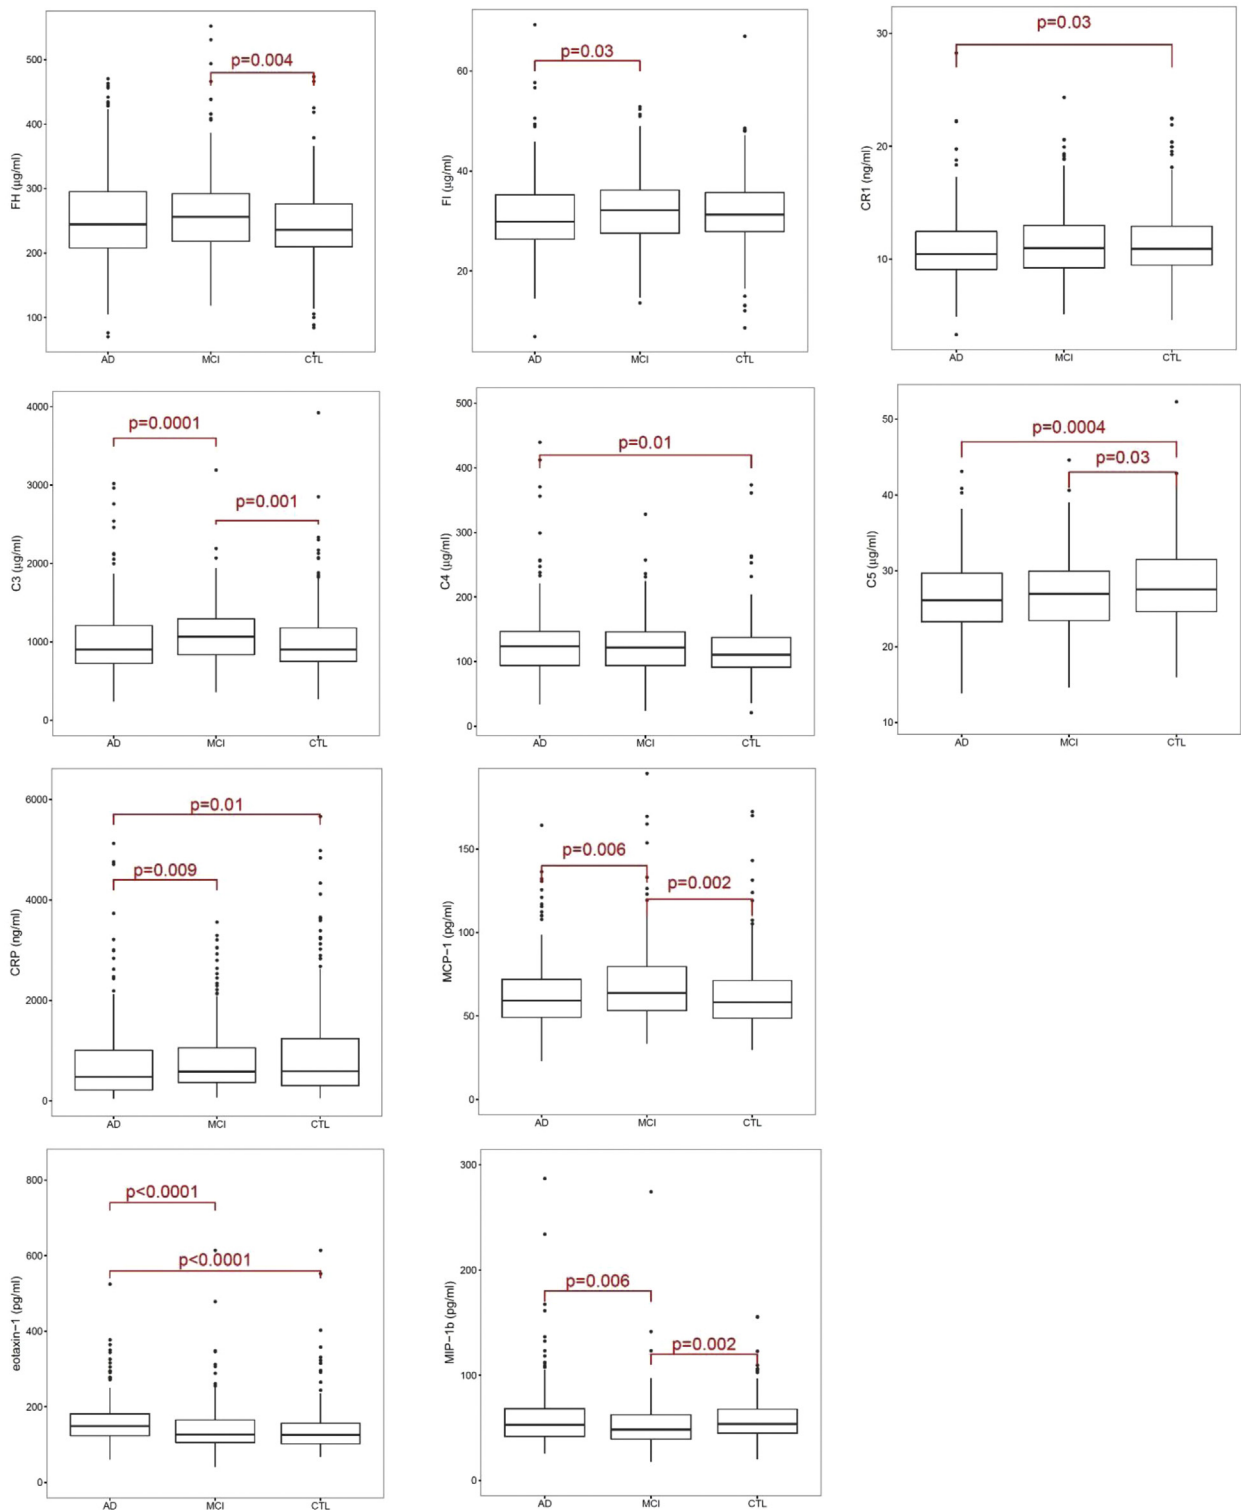 FH (µg/ml)
500
400
300
200
100
p=0.004
AD MCI CTL
FI (µg/ml)
60
40
20
p=0.03
AD MCI CTL
CR1 (ng/ml)
30
20
10
p=0.03
AD MCI CTL
C3 (µg/ml)
4000
3000
2000
1000
0
p=0.0001
p=0.001
AD MCI CTL
C4 (µg/ml)
500
400
300
200
100
0
p=0.01
AD MCI CTL
C5 (µg/ml)
50
40
30
20
10
p=0.0004
p=0.03
AD MCI CTL
CRP (ng/ml)
6000
4000
2000
0
p=0.01
p=0.009
AD MCI CTL
MCP−1 (pg/ml)
150
100
50
0
p=0.006
p=0.002
AD MCI CTL
eotaxin−1 (pg/ml)
800
600
400
200
0
p<0.0001
p<0.0001
AD MCI CTL
MIP−1b (pg/ml)
300
200
100
0
p=0.006
p=0.002
AD MCI CTL